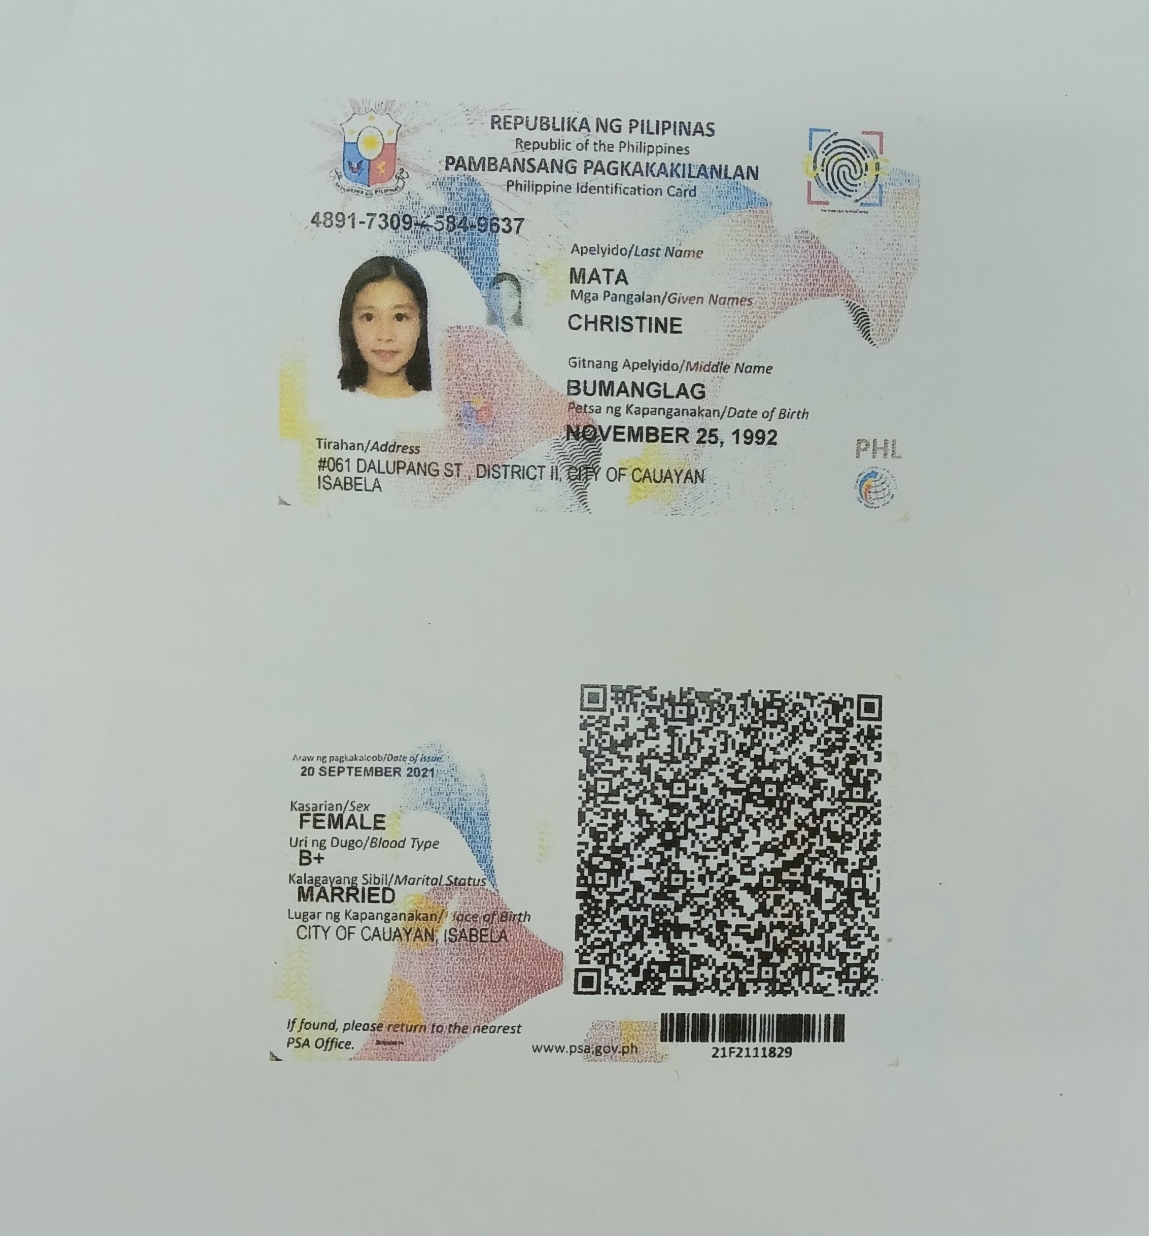 REPUBLIKA NG PILIPINAS
Republic of the Philippines
PAMBANSANG PAGKAKAKILANLAN
Philippine Identification Card
4891-7309-4584-9637
Apelyido/Last Name
MATA
Mga Pangalan/Given Names
CHRISTINE
Gitnang Apelyido/Middle Name
BUMANGLAG
Petsa ng Kapanganakan/Date of Birth
NOVEMBER 25, 1992
PHL
Tirahan/Address
#061 DALUPANG ST., DISTRICT II, CITY OF CAUAYAN
ISABELA
Araw ng pagkakaloob/Date of issue
20 SEPTEMBER 2021
Kasarian/Sex
FEMALE
Uri ng Dugo/Blood Type
B+
Kalagayang Sibil/Marital Status
MARRIED
Lugar ng Kapanganakan/Place of Birth
CITY OF CAUAYAN, ISABELA
If found, please return to the nearest
PSA Office.
www.psa.gov.ph
21F2111829